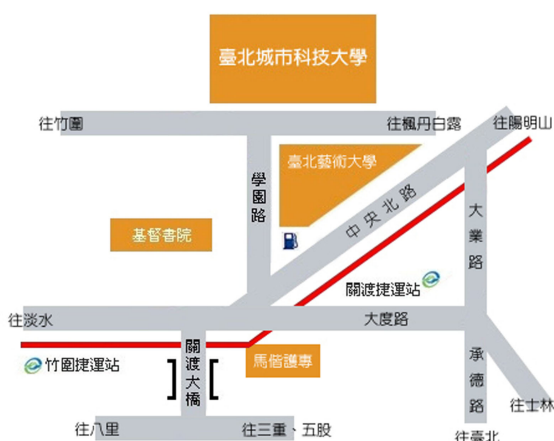 臺北城市科技大學
往竹圍
往楓丹白露
往陽明山
臺北藝術大學
學園路
中央北路
大業路
基督書院
關渡捷運站
往淡水
大度路
關渡大橋
竹圍捷運站
馬偕護專
承德路
往士林
往八里
往三重、五股
往臺北